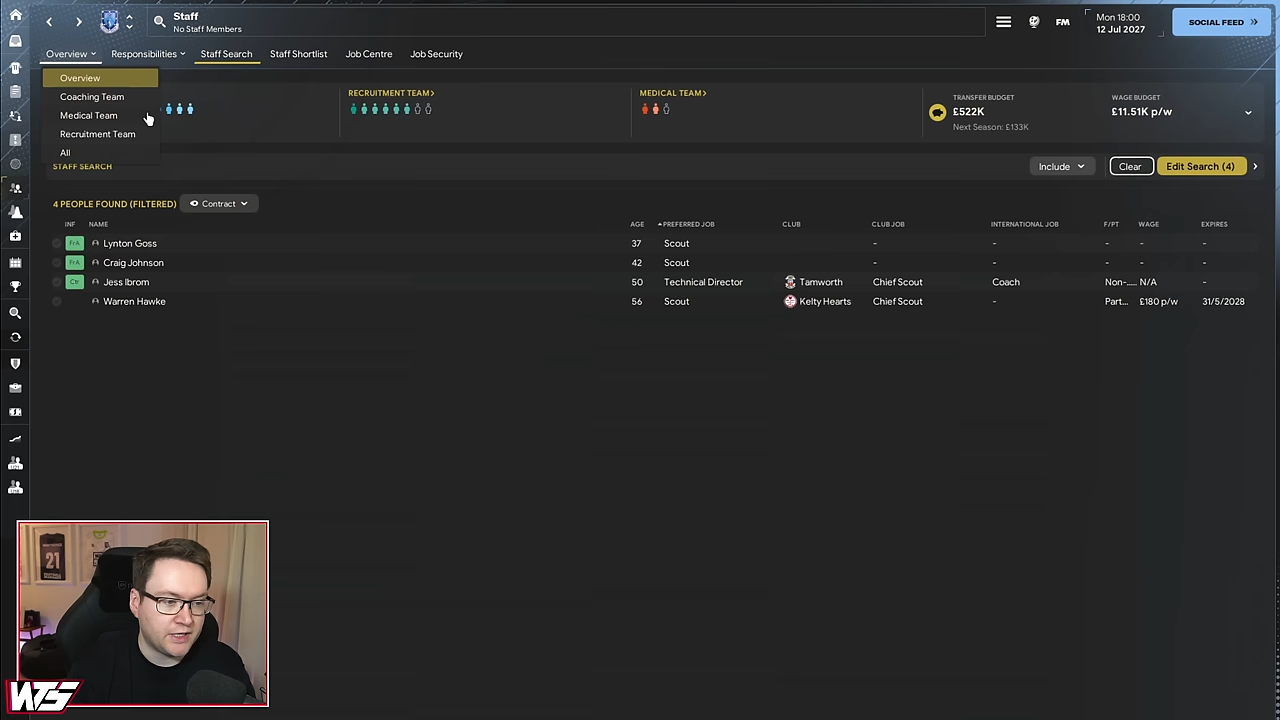 Staff
No Staff Members
FM
Mon 18:00
12 Jul 2027
SOCIAL FEED
Overview
Responsibilities
Staff Search
Staff Shortlist
Job Centre
Job Security
Overview
Coaching Team
Medical Team
Recruitment Team
All
RECRUITMENT TEAM>
MEDICAL TEAM>
TRANSFER BUDGET
£522K
Next Season: £133K
WAGE BUDGET
£11.51K p/w
STAFF SEARCH
Include
Clear
Edit Search (4)
4 PEOPLE FOUND (FILTERED)
Contract
INF NAME AGE PREFERRED JOB CLUB CLUB JOB INTERNATIONAL JOB F/PT WAGE EXPIRES
FrA Lynton Goss 37 Scout - - - -
FrA Craig Johnson 42 Scout - - - -
Ctr Jess Ibrom 50 Technical Director Tamworth Chief Scout Coach Non-... N/A -
Warren Hawke 56 Scout Kelty Hearts Chief Scout - Part... £180 p/w 31/5/2028
21
WTS